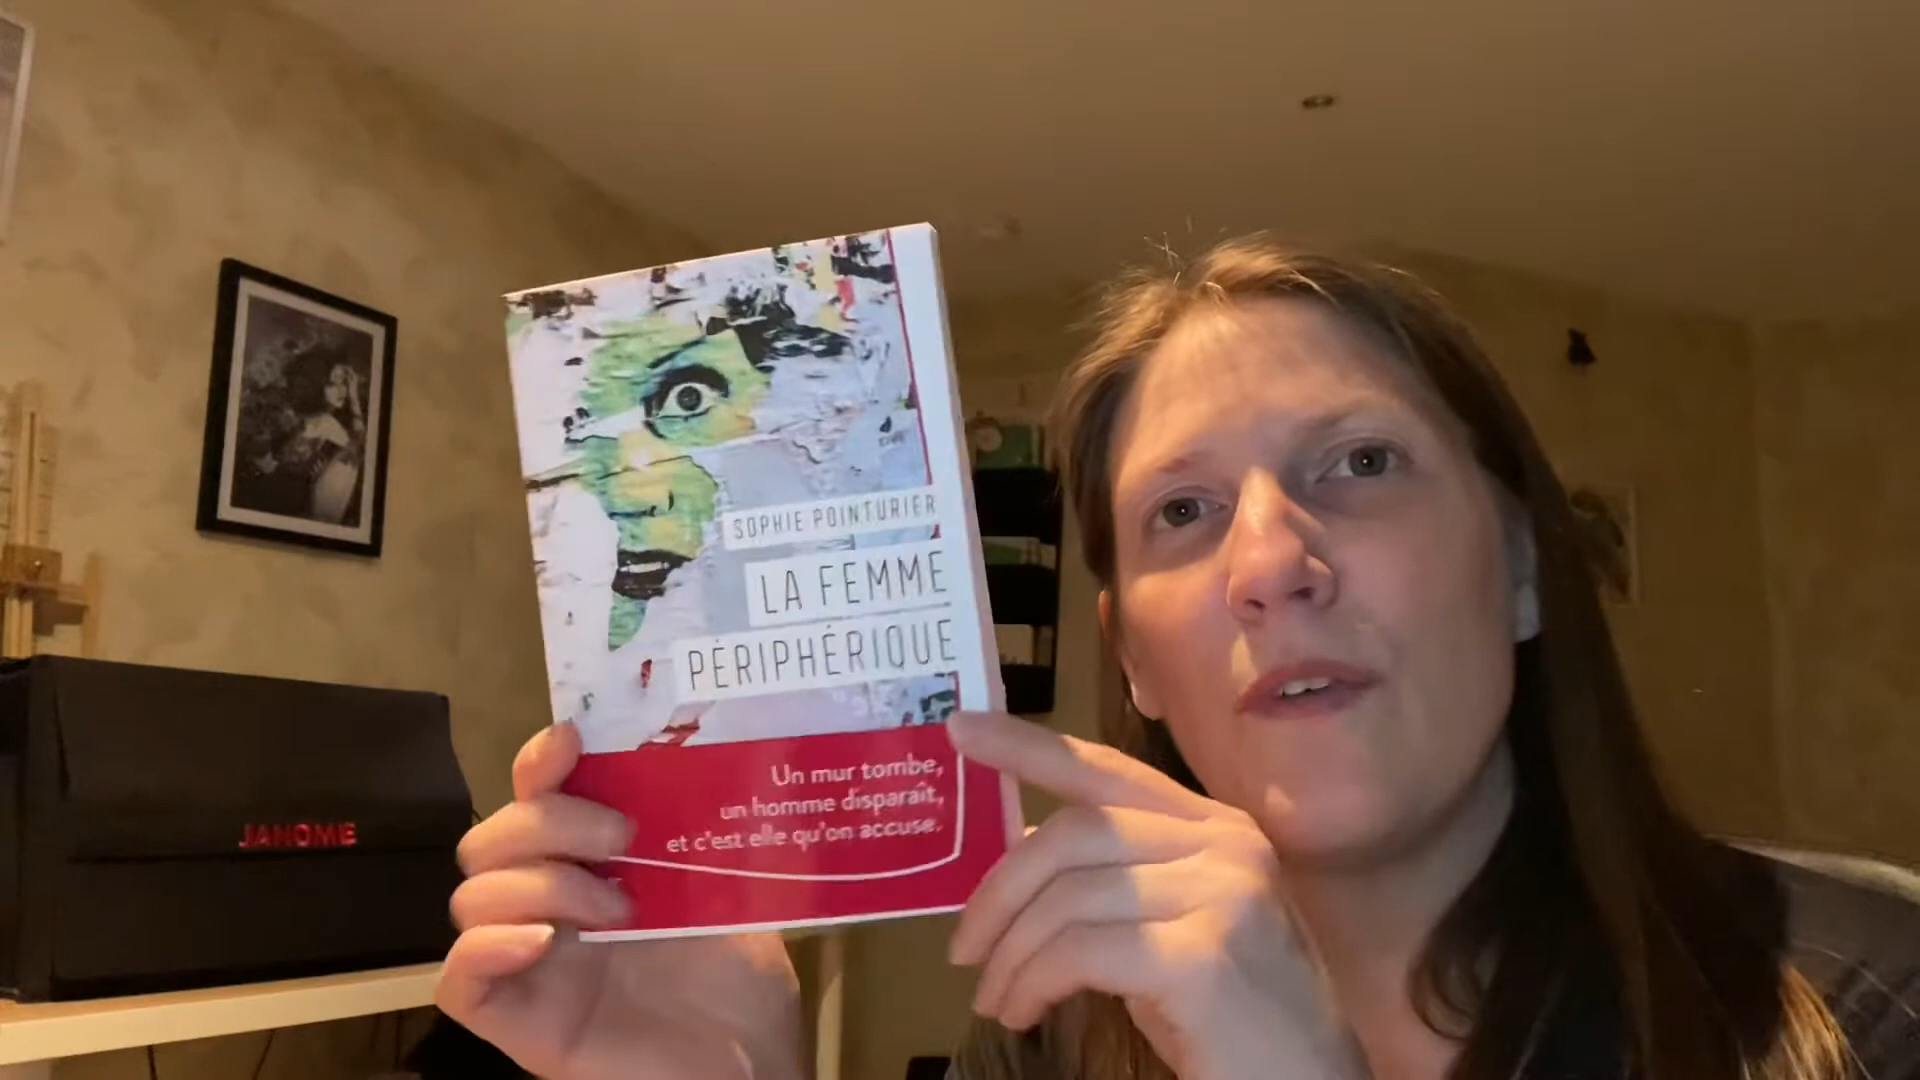 SOPHIE POINTURIER
LA FEMME
PÉRIPHÉRIQUE
Un mur tombe,
un homme disparaît,
et c'est elle qu'on accuse.
JANOME